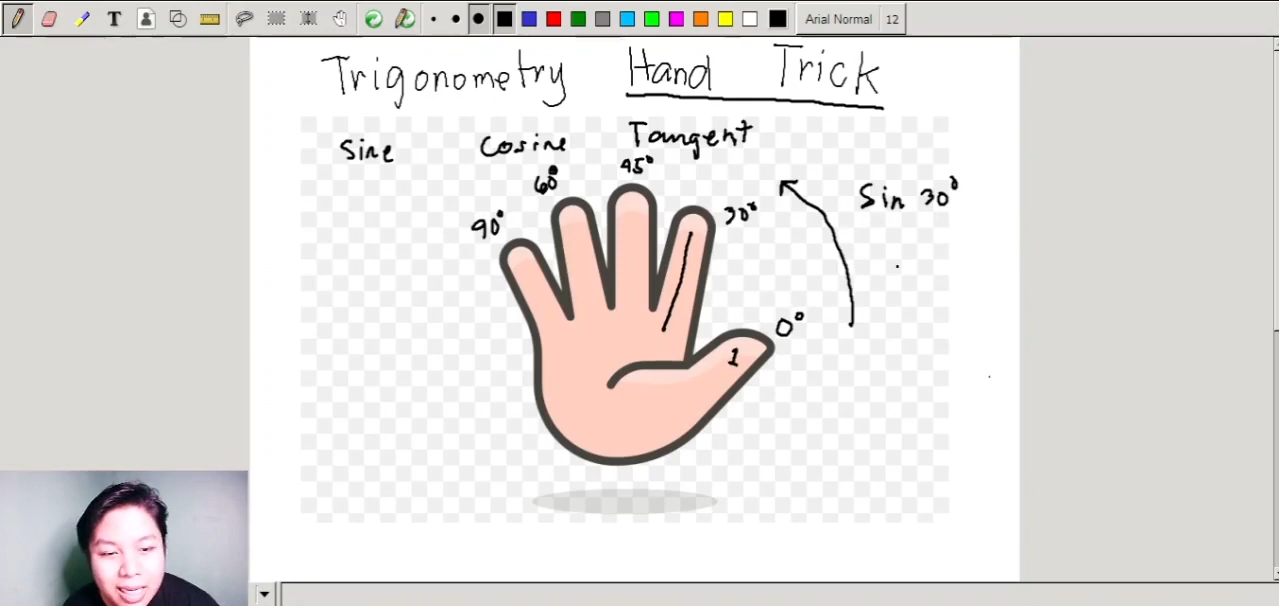 T Arial Normal 12
Trigonometry Hand Trick
Sine Cosine Tangent
45°
60°
90°
30°
Sin 30°
0°
1